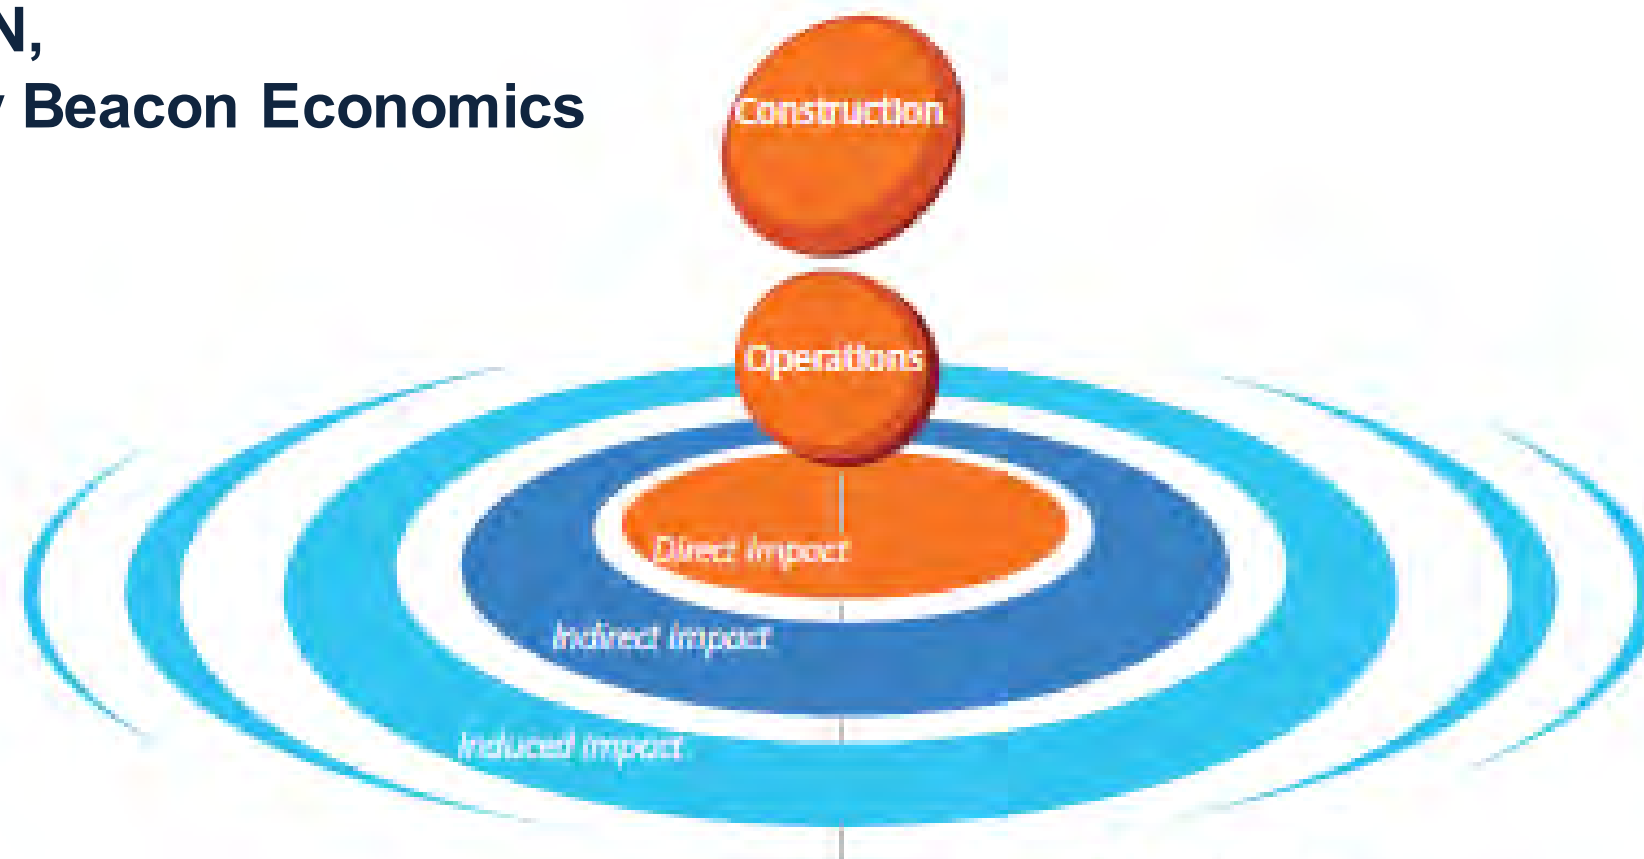 N,
y Beacon Economics
Construction
Operations
Direct Impact
Indirect Impact
Induced Impact